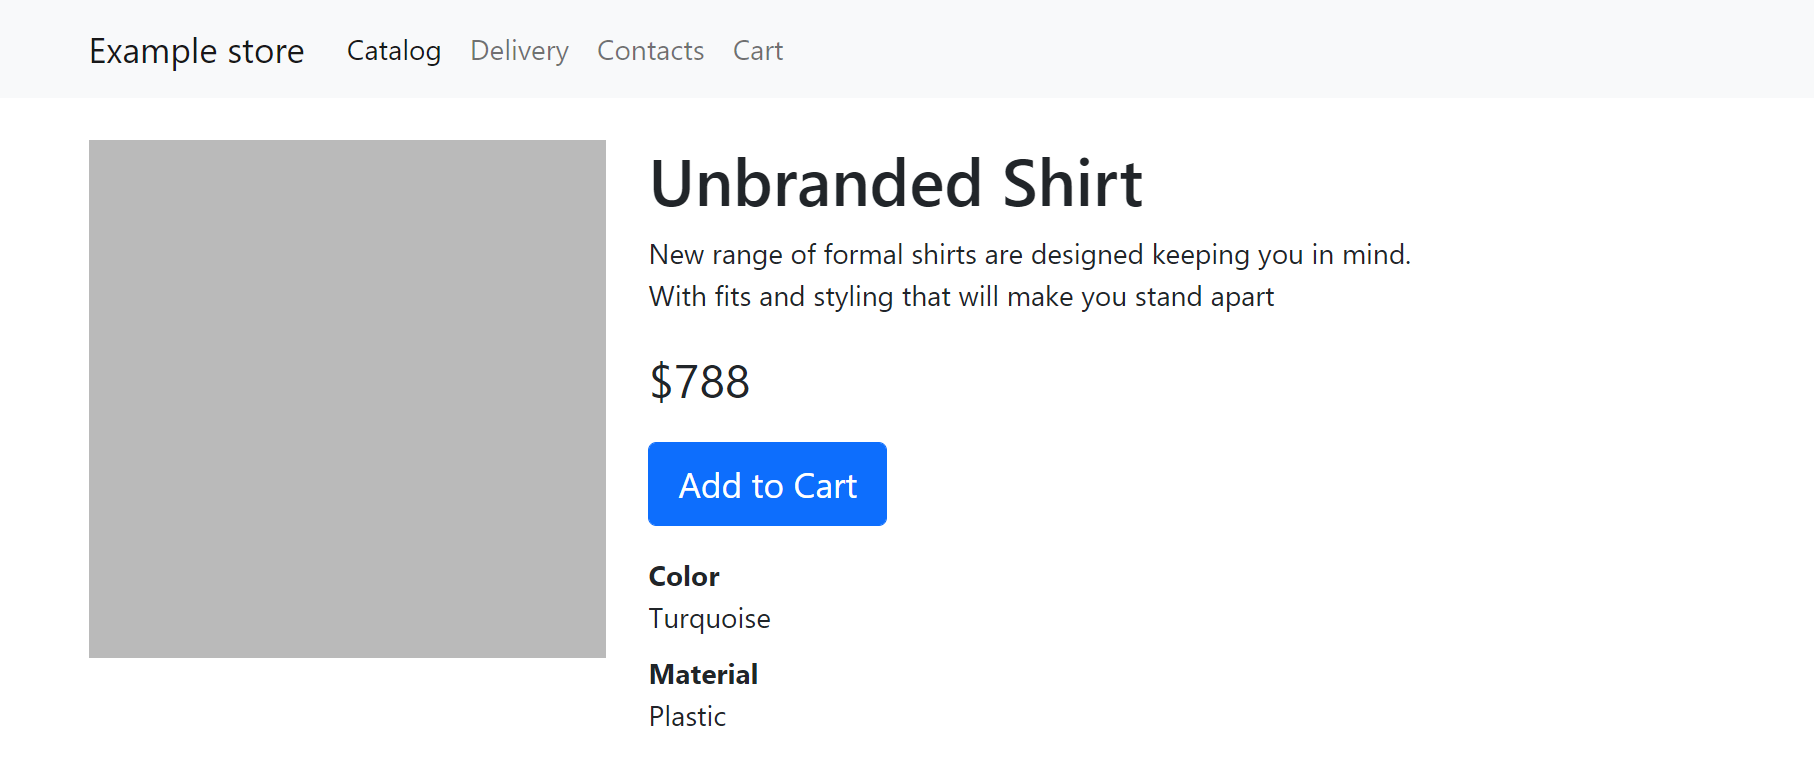 Example store Catalog Delivery Contacts Cart
Unbranded Shirt
New range of formal shirts are designed keeping you in mind.
With fits and styling that will make you stand apart
$788
Add to Cart
Color
Turquoise
Material
Plastic